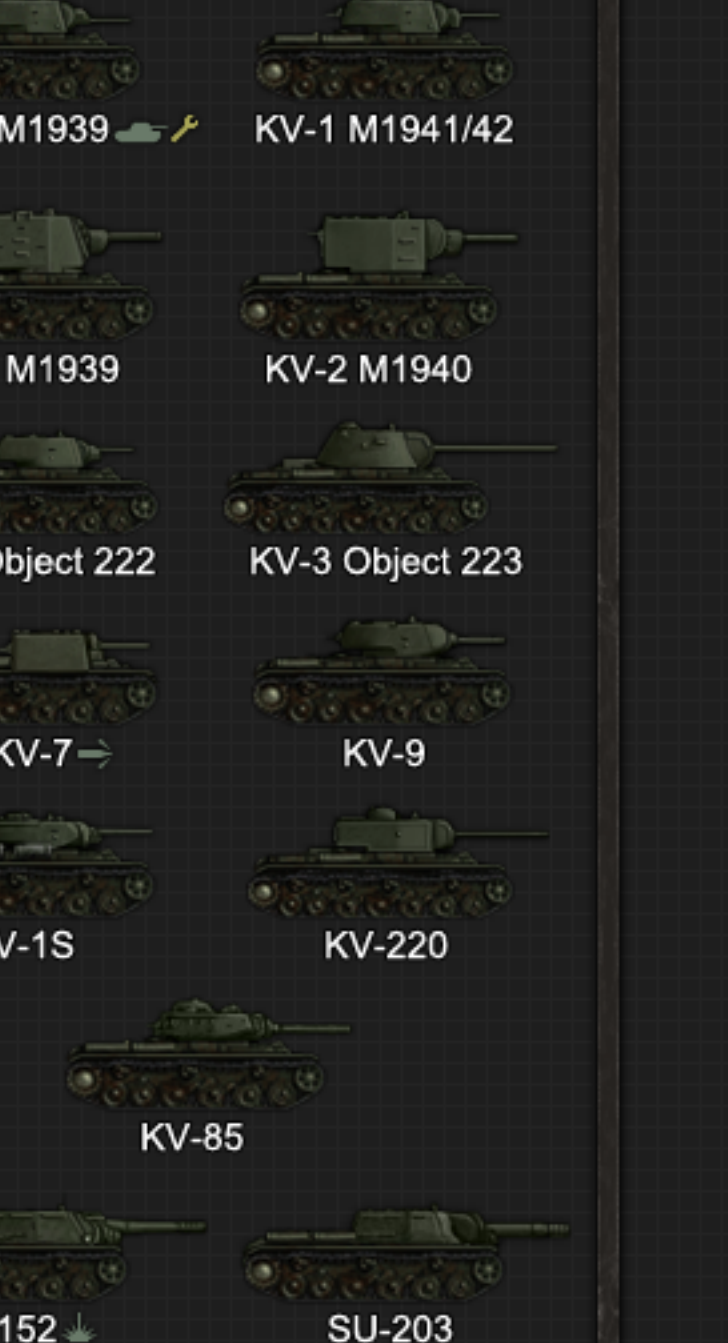 M1939 KV-1 M1941/42
M1939 KV-2 M1940
Object 222 KV-3 Object 223
KV-7 KV-9
V-1S KV-220
KV-85
152 SU-203